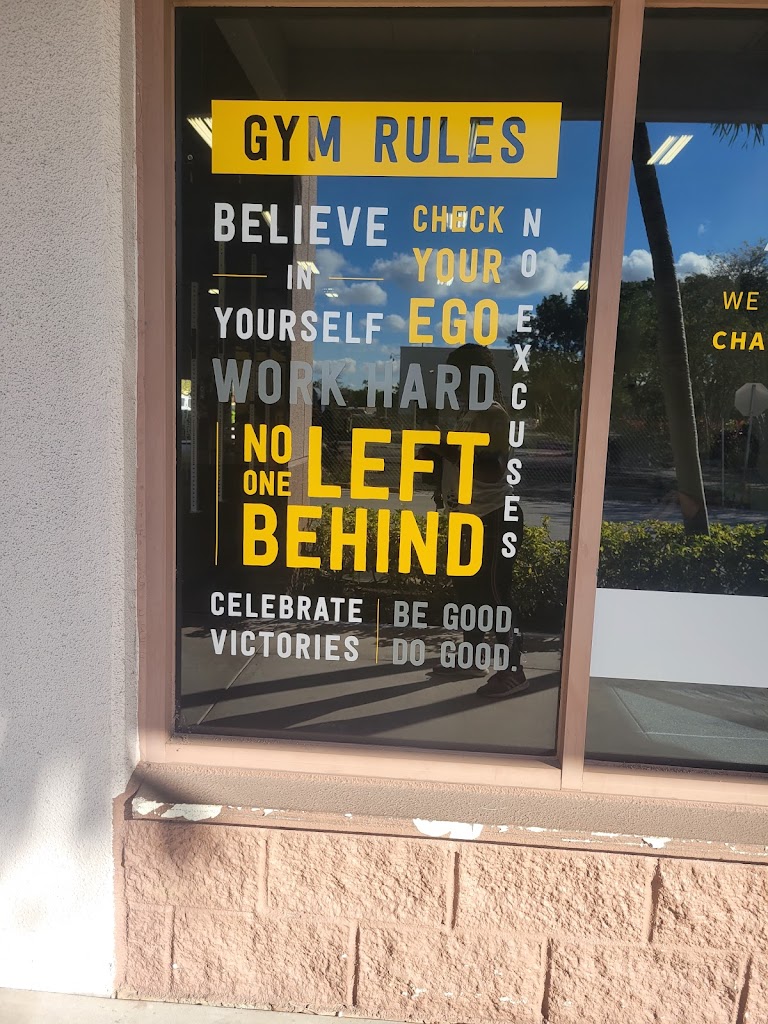 GYM RULES
BELIEVE
IN
YOURSELF
CHECK
YOUR
EGO
NO EXCUSES
WORK HARD
NO
ONE
LEFT
BEHIND
CELEBRATE
VICTORIES
BE GOOD.
DO GOOD.
WE